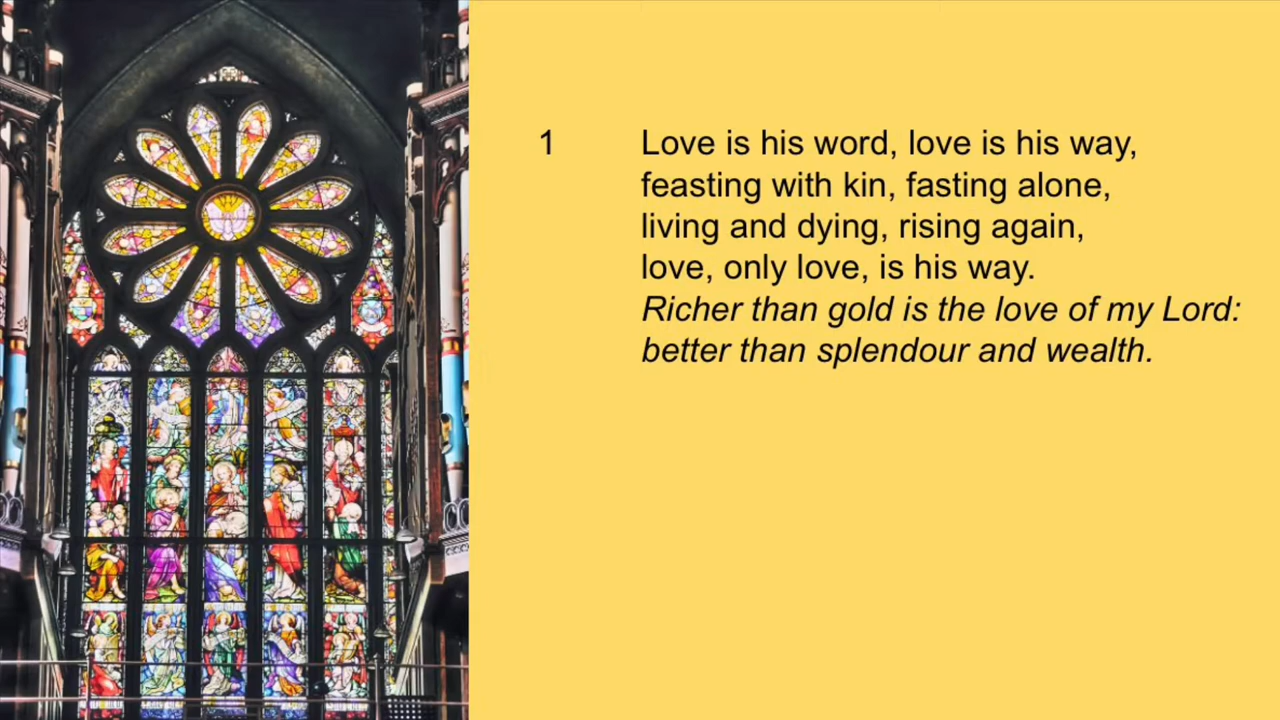 1 Love is his word, love is his way,
feasting with kin, fasting alone,
living and dying, rising again,
love, only love, is his way.
Richer than gold is the love of my Lord:
better than splendour and wealth.